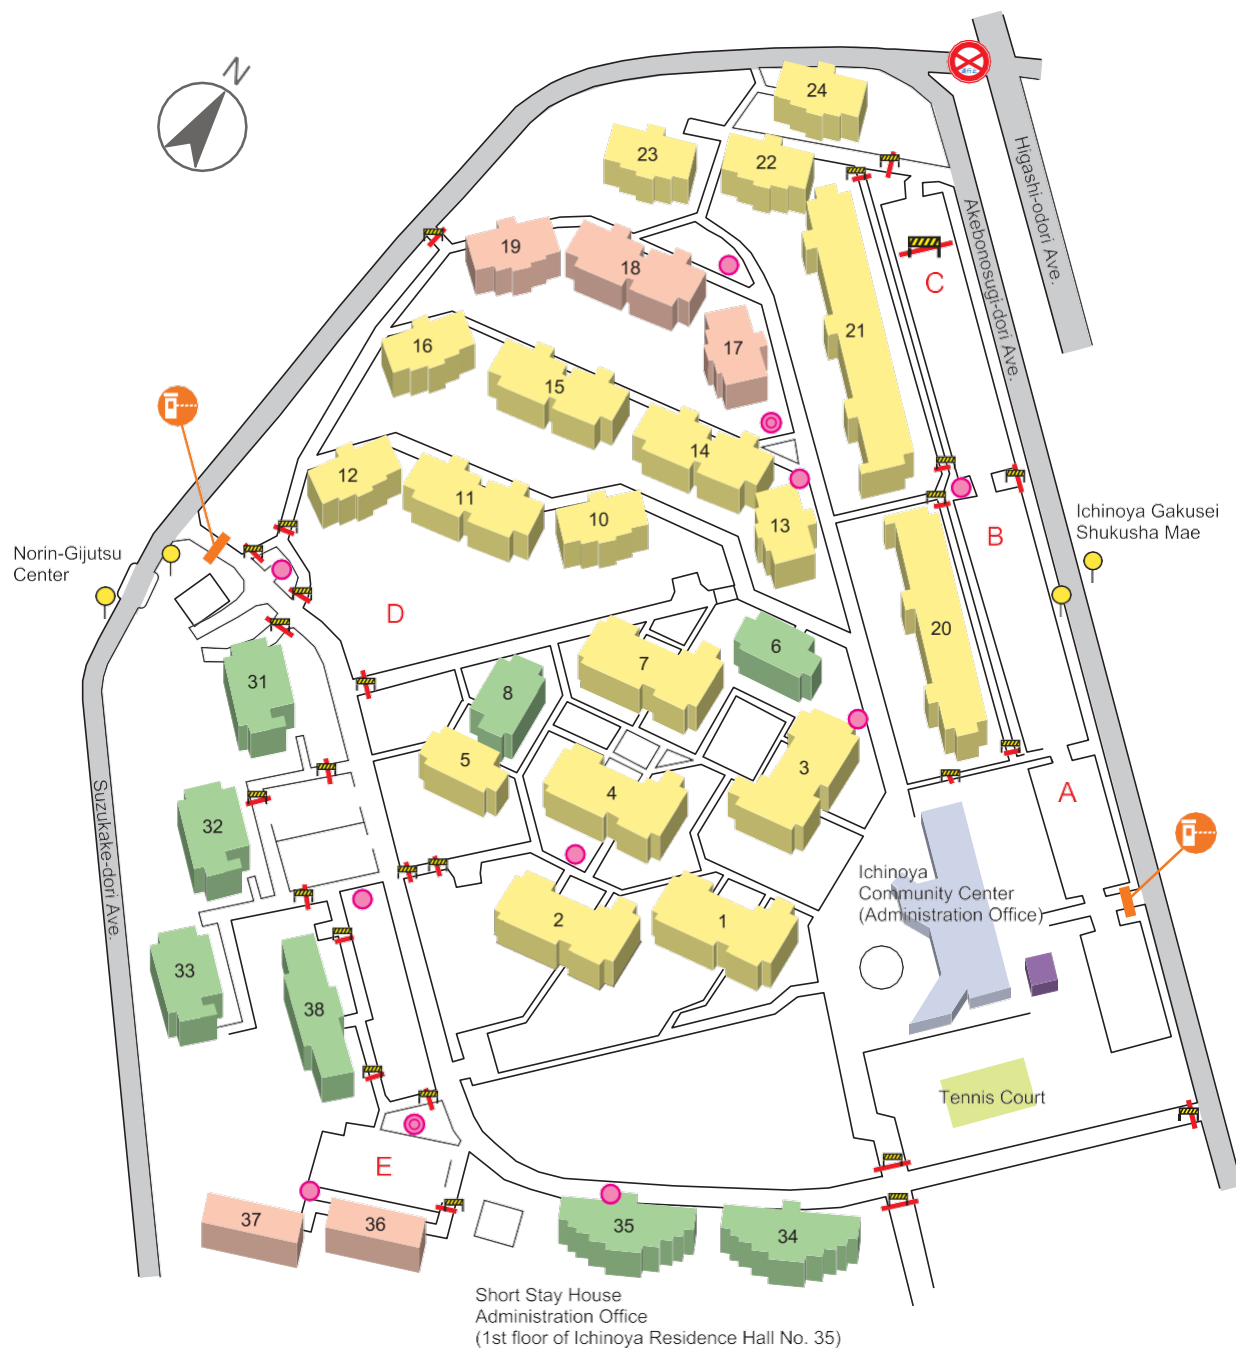 N
24
23
22
Higashi-odori Ave.
Akebonosugi-dori Ave.
19
18
C
17
21
16
15
14
12
11
10
13
Ichinoya Gakusei
Shukusha Mae
B
Norin-Gijutsu
Center
D
20
6
7
31
8
5
3
4
A
32
Suzukake-dori Ave.
Ichinoya
Community Center
(Administration Office)
2
1
33
38
Tennis Court
E
37
36
35
34
Short Stay House
Administration Office
(1st floor of Ichinoya Residence Hall No. 35)